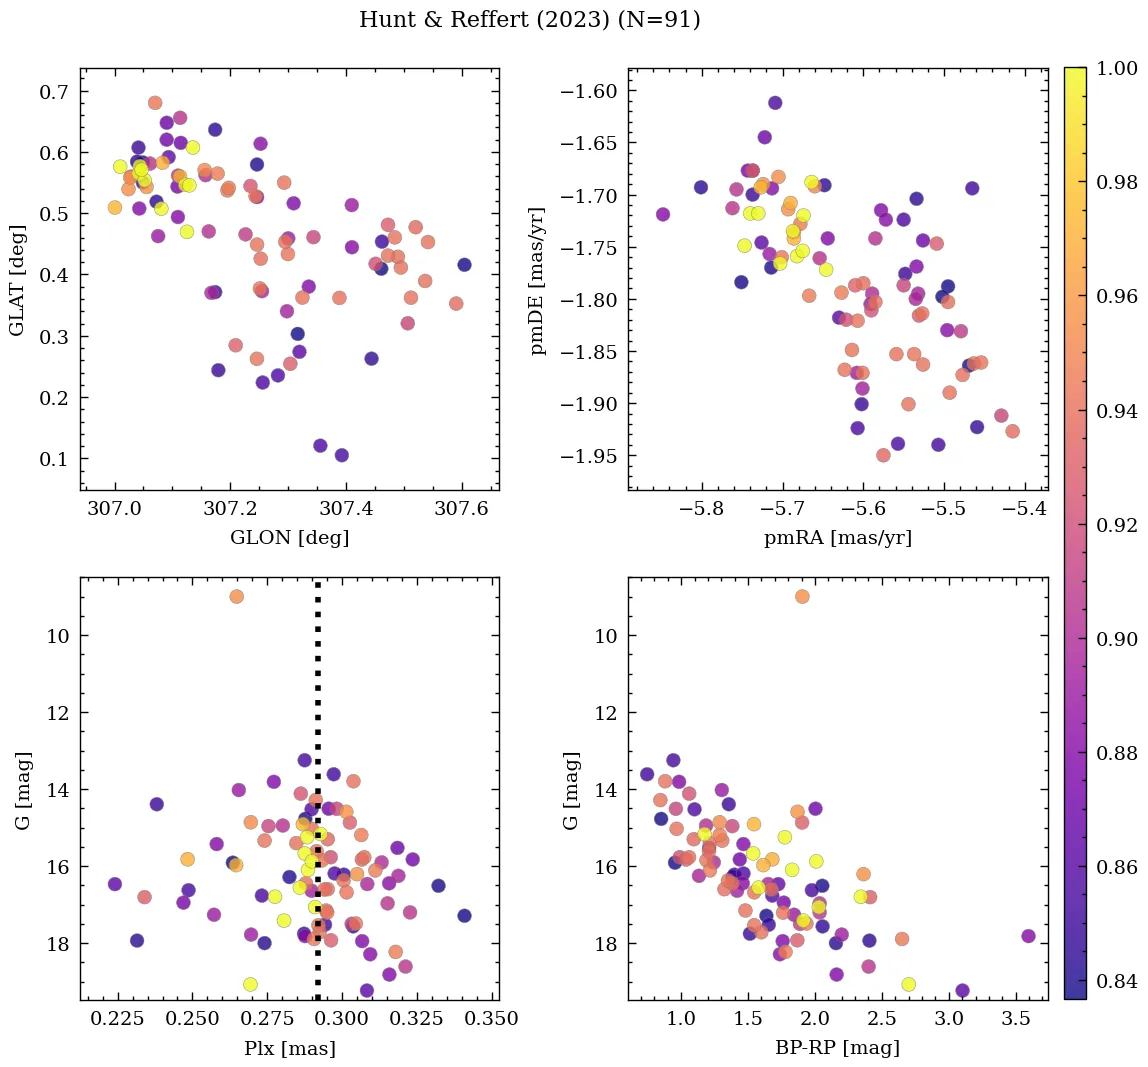 Hunt & Reffert (2023) (N=91)
0.7
0.6
0.5
0.4
0.3
0.2
0.1
GLAT [deg]
307.0 307.2 307.4 307.6
GLON [deg]
−1.60
−1.65
−1.70
−1.75
−1.80
−1.85
−1.90
−1.95
pmDE [mas/yr]
−5.8 −5.7 −5.6 −5.5 −5.4
pmRA [mas/yr]
10
12
14
16
18
G [mag]
0.225 0.250 0.275 0.300 0.325 0.350
Plx [mas]
10
12
14
16
18
G [mag]
1.0 1.5 2.0 2.5 3.0 3.5
BP-RP [mag]
1.00
0.98
0.96
0.94
0.92
0.90
0.88
0.86
0.84